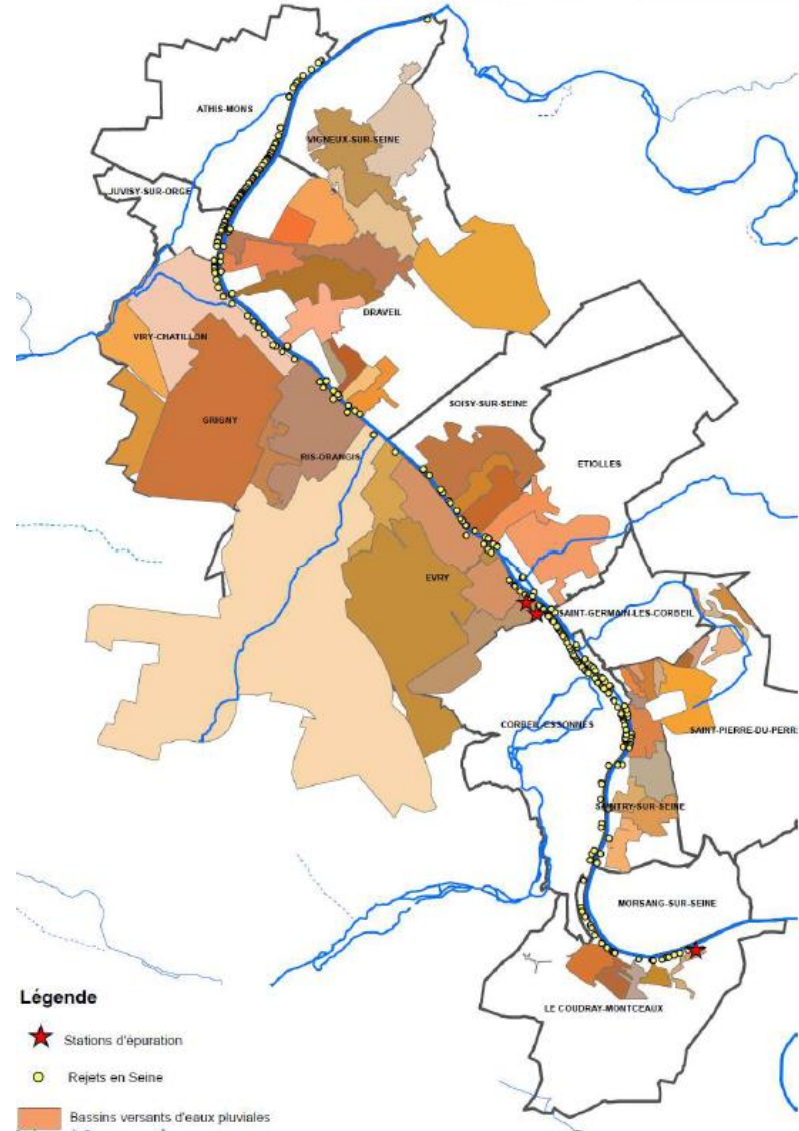 ATHIS-MONS
VIGNEUX-SUR-SEINE
JUVISY-SUR-ORGE
DRAVEIL
VIRY-CHATILLON
SOISY-SUR-SEINE
GRIGNY
RIS-ORANGIS
ETIOLLES
EVRY
SAINT-GERMAIN-LES-CORBEIL
CORBEIL-ESSONNES
SAINT-PIERRE-DU-PERR
SAINTRY-SUR-SEINE
MORSANG-SUR-SEINE
LE COUDRAY-MONTCEAUX
Légende
Stations d'épuration
Rejets en Seine
Bassins versants d'eaux pluviales